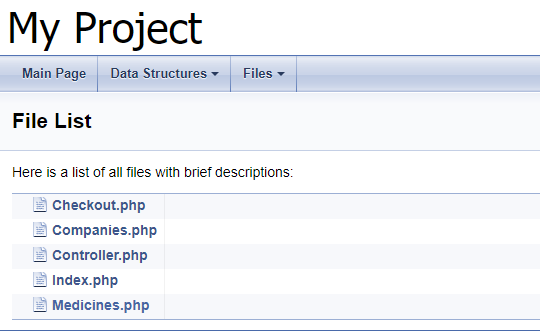 My Project
Main Page Data Structures Files
File List
Here is a list of all files with brief descriptions:
Checkout.php
Companies.php
Controller.php
Index.php
Medicines.php